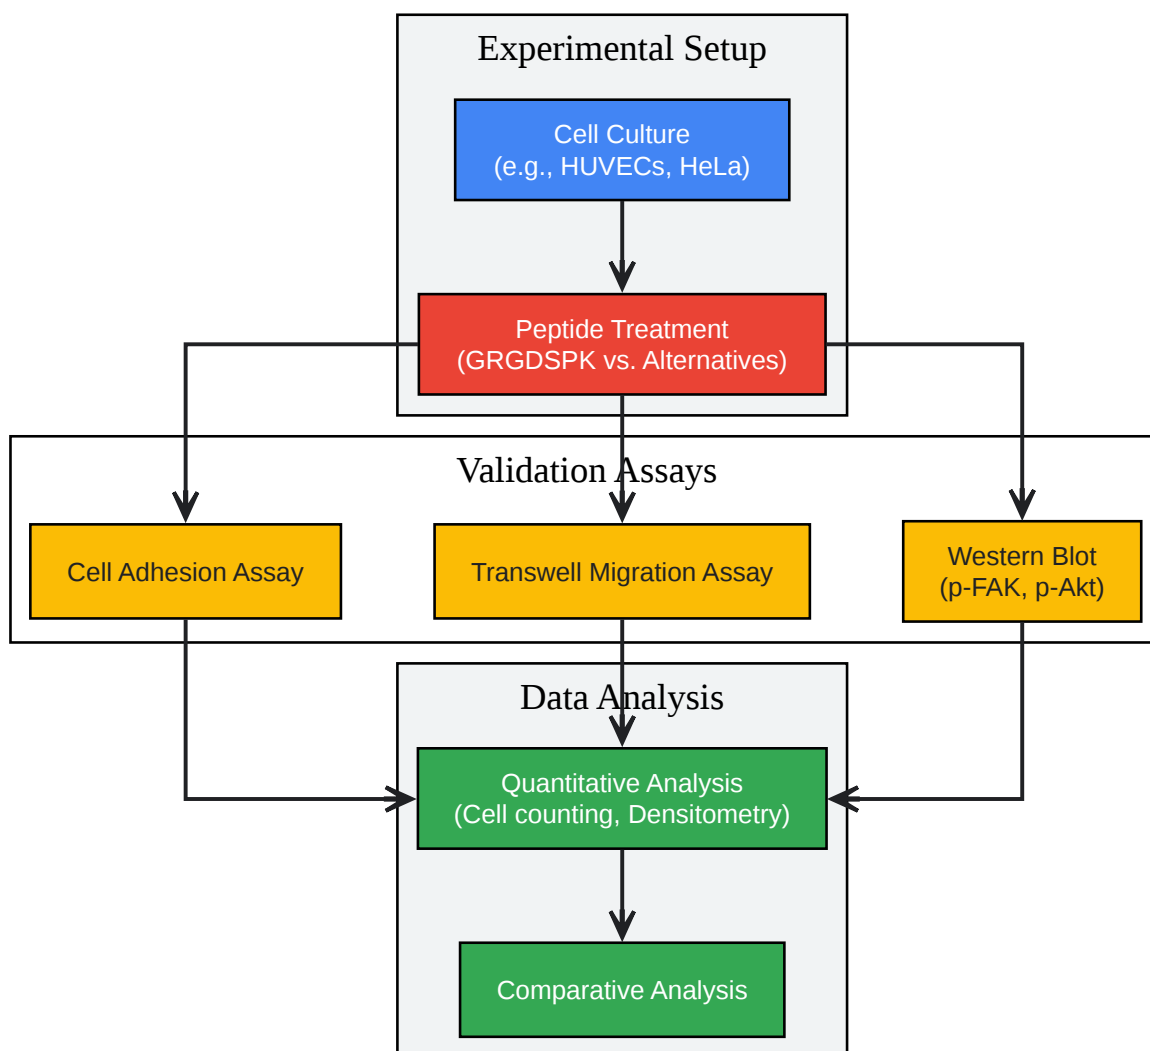 Experimental Setup
Cell Culture
(e.g., HUVECs, HeLa)
Peptide Treatment
(GRGDSPK vs. Alternatives)
Validation Assays
Cell Adhesion Assay
Transwell Migration Assay
Western Blot
(p-FAK, p-Akt)
Data Analysis
Quantitative Analysis
(Cell counting, Densitometry)
Comparative Analysis